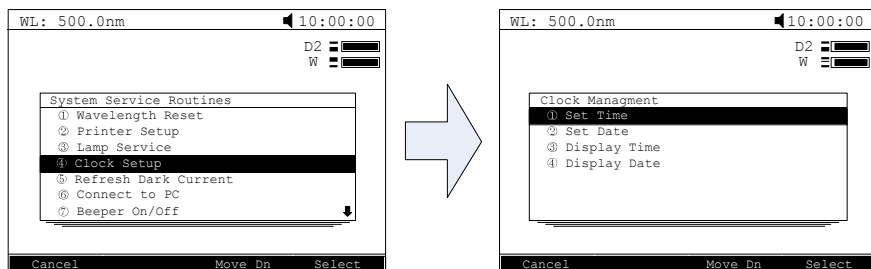 WL: 500.0nm 10:00:00
D2
W
System Service Routines
① Wavelength Reset
② Printer Setup
③ Lamp Service
④ Clock Setup
⑤ Refresh Dark Current
⑥ Connect to PC
⑦ Beeper On/Off
Cancel Move Dn Select
WL: 500.0nm 10:00:00
D2
W
Clock Managment
① Set Time
② Set Date
③ Display Time
④ Display Date
Cancel Move Dn Select